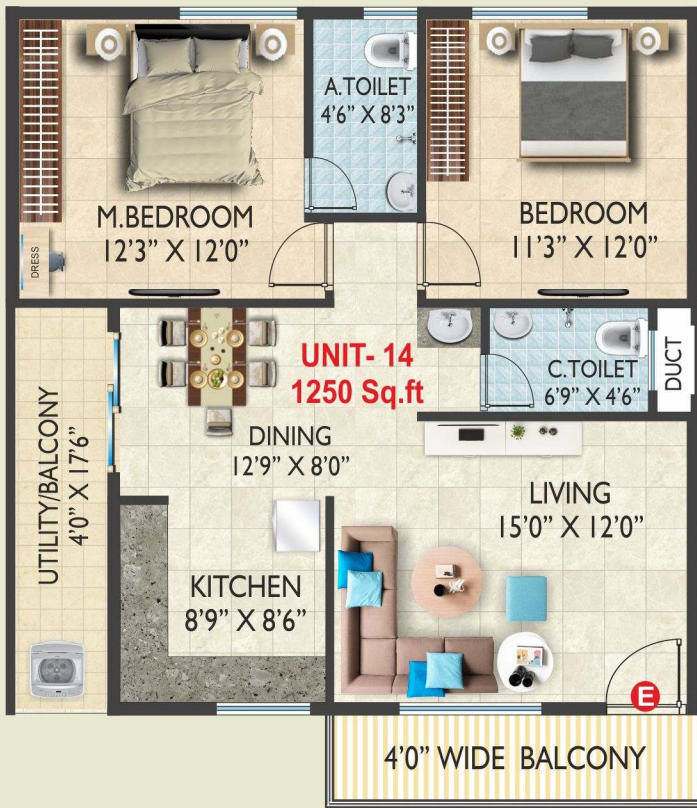 A.TOILET
4'6" X 8'3"
M.BEDROOM
12'3" X 12'0"
BEDROOM
11'3" X 12'0"
DRESS
UNIT- 14
1250 Sq.ft
C.TOILET
6'9" X 4'6"
DUCT
DINING
12'9" X 8'0"
UTILITY/BALCONY
4'0" X 17'6"
LIVING
15'0" X 12'0"
KITCHEN
8'9" X 8'6"
E
4'0" WIDE BALCONY